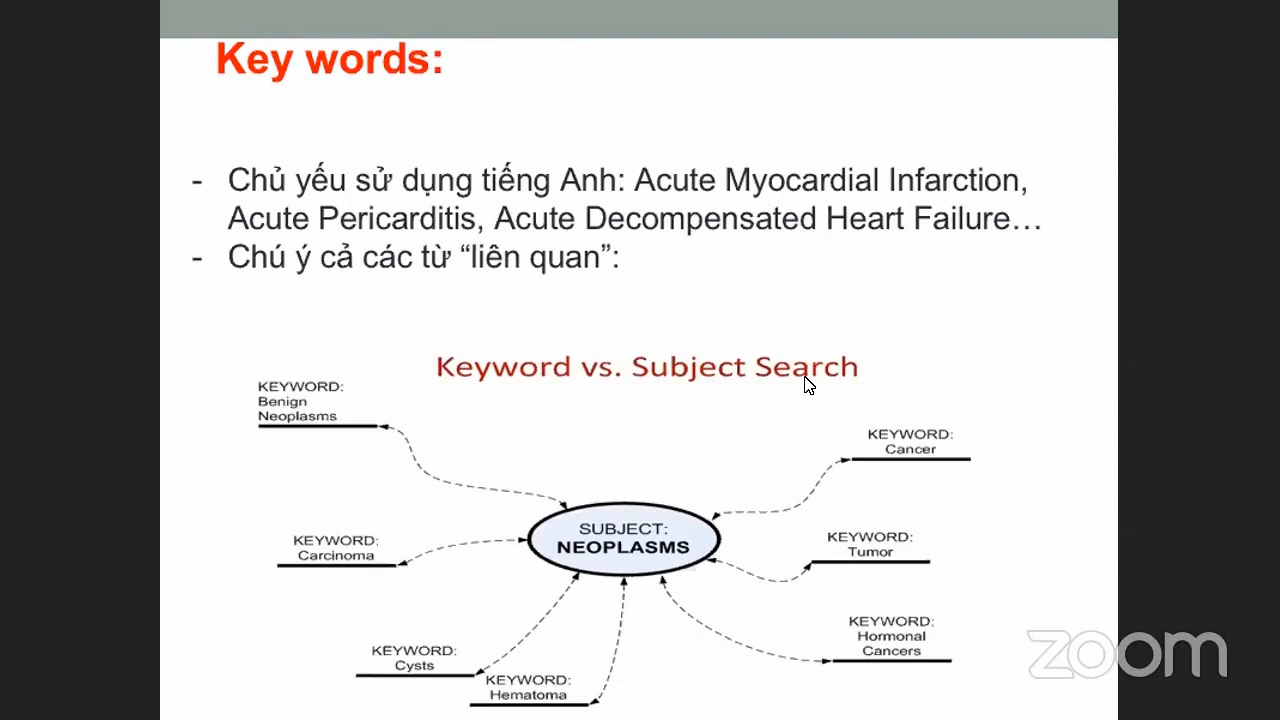 Key words:
- Chủ yếu sử dụng tiếng Anh: Acute Myocardial Infarction,
Acute Pericarditis, Acute Decompensated Heart Failure…
- Chú ý cả các từ “liên quan”:
Keyword vs. Subject Search
KEYWORD:
Benign
Neoplasms
KEYWORD:
Cancer
SUBJECT:
NEOPLASMS
KEYWORD:
Carcinoma
KEYWORD:
Tumor
KEYWORD:
Hormonal
Cancers
KEYWORD:
Cysts
KEYWORD:
Hematoma
zoom